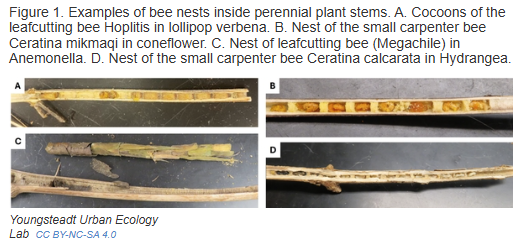 Figure 1. Examples of bee nests inside perennial plant stems. A. Cocoons of the
leafcutting bee Hoplitis in lollipop verbena. B. Nest of the small carpenter bee
Ceratina mikmaqi in coneflower. C. Nest of leafcutting bee (Megachile) in
Anemonella. D. Nest of the small carpenter bee Ceratina calcarata in Hydrangea.
A
B
C
D
Youngsteadt Urban Ecology
Lab CC BY-NC-SA 4.0